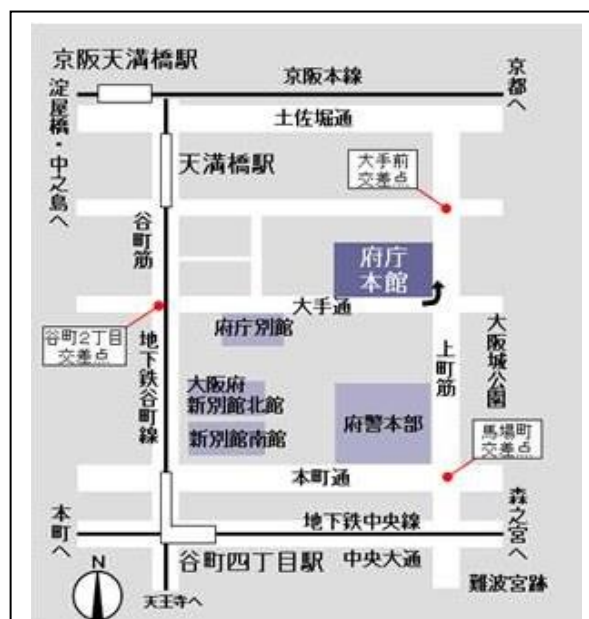 京阪天満橋駅
京阪本線
京都へ
淀屋橋・中之島へ
土佐堀通
天満橋駅
大手前
交差点
谷町筋
府庁
本館
大手通
谷町2丁目
交差点
府庁別館
地下鉄谷町線
上町筋
大阪城公園
大阪府
新別館北館
新別館南館
府警本部
馬場町
交差点
本町通
本町へ
地下鉄中央線
森之宮へ
谷町四丁目駅
中央大通
N
天王寺へ
難波宮跡